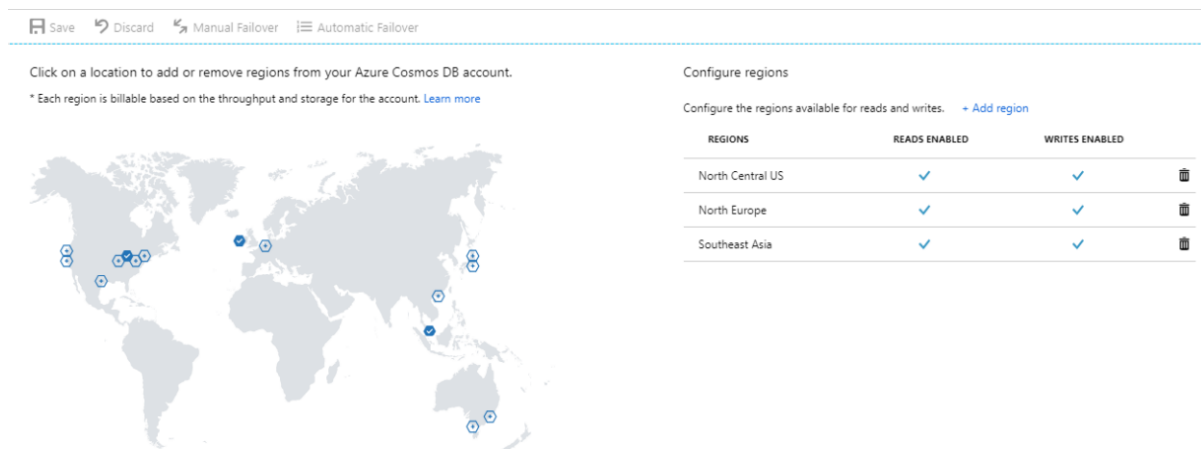 Save Discard Manual Failover Automatic Failover
Click on a location to add or remove regions from your Azure Cosmos DB account.
* Each region is billable based on the throughput and storage for the account. Learn more
Configure regions
Configure the regions available for reads and writes. + Add region
REGIONS READS ENABLED WRITES ENABLED
North Central US
North Europe
Southeast Asia